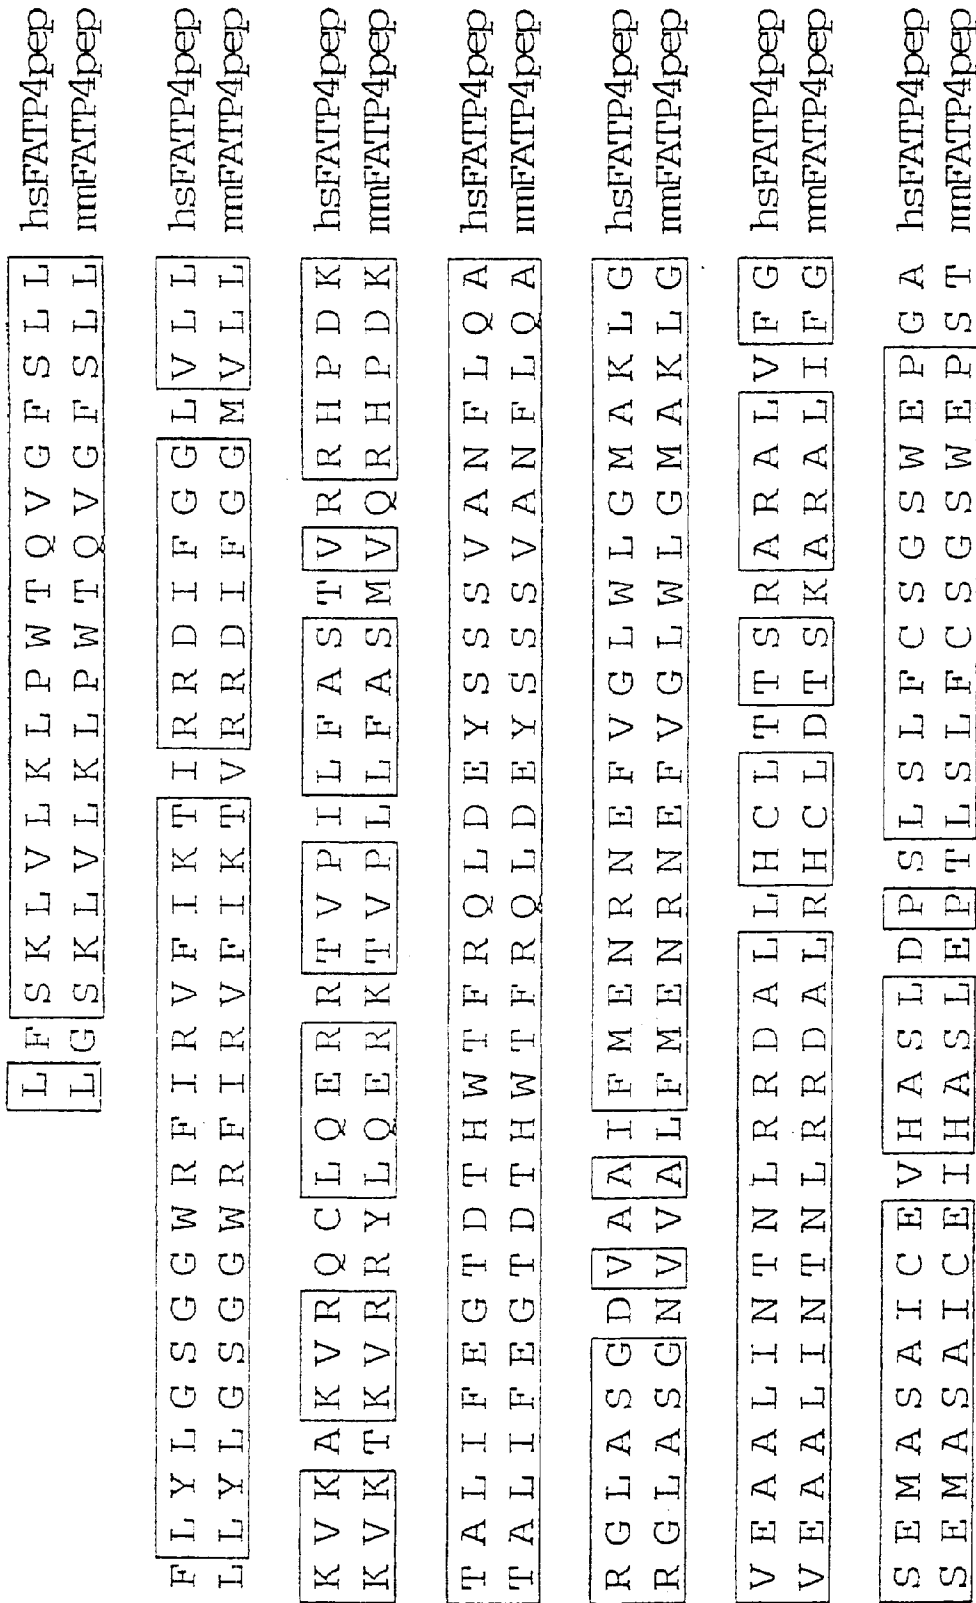 L F S K L V L K L P W T Q V G F S L L hsFATP4pep
L G S K L V L K L P W T Q V G F S L L mmFATP4pep
F L Y L G S G G W R F I R V F I K T I R R D I F G G L V L L hsFATP4pep
L L Y L G S G G W R F I R V F I K T V R R D I F G G M V L L mmFATP4pep
K V K A K V R Q C L Q E R R T V P I L F A S T V R R H P D K hsFATP4pep
K V K T K V R R Y L Q E R K T V P L L F A S M V Q R H P D K mmFATP4pep
T A L I F E G T D T H W T F R Q L D E Y S S S V A N F L Q A hsFATP4pep
T A L I F E G T D T H W T F R Q L D E Y S S S V A N F L Q A mmFATP4pep
R G L A S G D V A A I F M E N R N E F V G L W L G M A K L G hsFATP4pep
R G L A S G N V V A L F M E N R N E F V G L W L G M A K L G mmFATP4pep
V E A A L I N T N L R R D A L L H C L T T S R A R A L V F G hsFATP4pep
V E A A L I N T N L R R D A L R H C L D T S K A R A L I F G mmFATP4pep
S E M A S A I C E V H A S L D P S L S L F C S G S W E P G A hsFATP4pep
S E M A S A I C E I H A S L E P T L S L F C S G S W E P S T mmFATP4pep